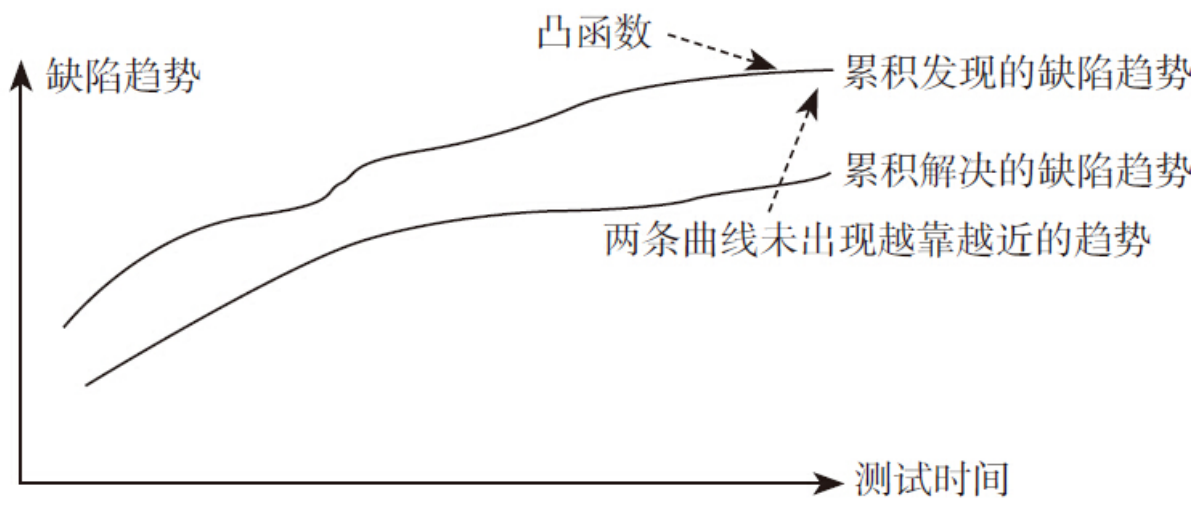 凸函数
缺陷趋势
累积发现的缺陷趋势
累积解决的缺陷趋势
两条曲线未出现越靠越近的趋势
测试时间